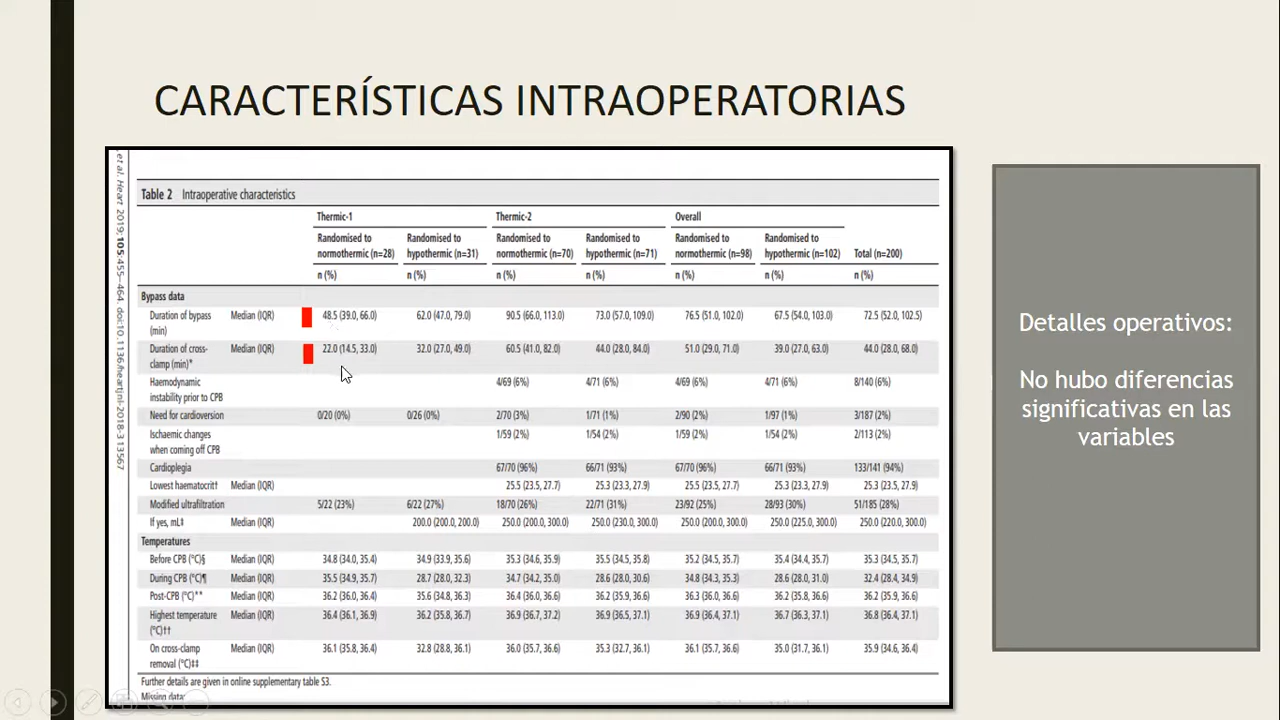 CARACTERÍSTICAS INTRAOPERATORIAS
et al. Heart 2019;105:455–464. doi:10.1136/heartjnl-2018-313567
Table 2 Intraoperative characteristics
Thermic-1 Thermic-2 Overall
Randomised to normothermic (n=28) Randomised to hypothermic (n=31) Randomised to normothermic (n=70) Randomised to hypothermic (n=71) Randomised to normothermic (n=98) Randomised to hypothermic (n=102) Total (n=200)
n (%) n (%) n (%) n (%) n (%) n (%) n (%)
Bypass data
Duration of bypass (min) Median (IQR) 48.5 (39.0, 66.0) 62.0 (47.0, 79.0) 90.5 (66.0, 113.0) 73.0 (57.0, 109.0) 76.5 (51.0, 102.0) 67.5 (54.0, 103.0) 72.5 (52.0, 102.5)
Duration of cross-clamp (min)* Median (IQR) 22.0 (14.5, 33.0) 32.0 (27.0, 49.0) 60.5 (41.0, 82.0) 44.0 (28.0, 84.0) 51.0 (29.0, 71.0) 39.0 (27.0, 63.0) 44.0 (28.0, 68.0)
Haemodynamic instability prior to CPB 4/69 (6%) 4/71 (6%) 4/69 (6%) 4/71 (6%) 8/140 (6%)
Need for cardioversion 0/20 (0%) 0/26 (0%) 2/70 (3%) 1/71 (1%) 2/90 (2%) 1/97 (1%) 3/187 (2%)
Ischaemic changes when coming off CPB 1/59 (2%) 1/54 (2%) 1/59 (2%) 1/54 (2%) 2/113 (2%)
Cardioplegia 67/70 (96%) 66/71 (93%) 67/70 (96%) 66/71 (93%) 133/141 (94%)
Lowest haematocrit† Median (IQR) 25.5 (23.5, 27.7) 25.3 (23.3, 27.9) 25.5 (23.5, 27.7) 25.3 (23.3, 27.9) 25.3 (23.5, 27.9)
Modified ultrafiltration 5/22 (23%) 6/22 (27%) 18/70 (26%) 22/71 (31%) 23/92 (25%) 28/93 (30%) 51/185 (28%)
If yes, mL‡ Median (IQR) 200.0 (200.0, 200.0) 250.0 (200.0, 300.0) 250.0 (230.0, 300.0) 250.0 (200.0, 300.0) 250.0 (225.0, 300.0) 250.0 (220.0, 300.0)
Temperatures
Before CPB (°C)§ Median (IQR) 34.8 (34.0, 35.4) 34.9 (33.9, 35.6) 35.3 (34.6, 35.9) 35.5 (34.5, 35.8) 35.2 (34.5, 35.7) 35.4 (34.4, 35.7) 35.3 (34.5, 35.7)
During CPB (°C)¶ Median (IQR) 35.5 (34.9, 35.7) 28.7 (28.0, 32.3) 34.7 (34.2, 35.0) 28.6 (28.0, 30.6) 34.8 (34.3, 35.3) 28.6 (28.0, 31.0) 32.4 (28.4, 34.9)
Post-CPB (°C)** Median (IQR) 36.2 (36.0, 36.4) 35.6 (34.8, 36.3) 36.4 (36.0, 36.6) 36.2 (35.9, 36.6) 36.3 (36.0, 36.6) 36.2 (35.8, 36.6) 36.2 (35.9, 36.6)
Highest temperature (°C)†† Median (IQR) 36.4 (36.1, 36.9) 36.2 (35.8, 36.7) 36.9 (36.7, 37.2) 36.9 (36.5, 37.1) 36.9 (36.4, 37.1) 36.7 (36.3, 37.1) 36.8 (36.4, 37.1)
On cross-clamp removal (°C)‡‡ Median (IQR) 36.1 (35.8, 36.4) 32.8 (28.8, 36.1) 36.0 (35.7, 36.6) 35.3 (32.7, 36.1) 36.1 (35.7, 36.6) 35.0 (31.7, 36.1) 35.9 (34.6, 36.4)
Further details are given in online supplementary table S3.
Missing data:
Detalles operativos:
No hubo diferencias
significativas en las
variables